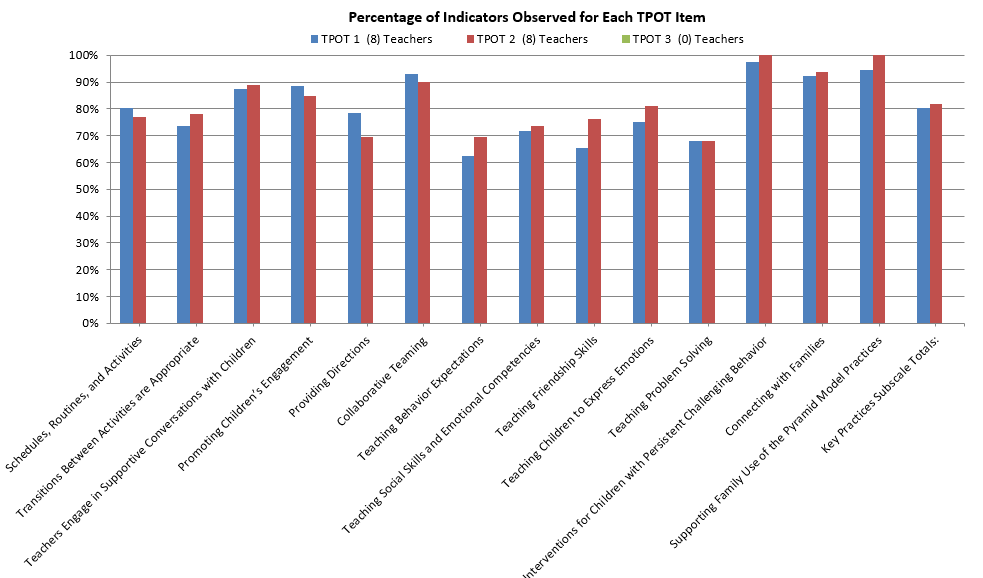 Percentage of Indicators Observed for Each TPOT Item
TPOT 1 (8) Teachers TPOT 2 (8) Teachers TPOT 3 (0) Teachers
100%
90%
80%
70%
60%
50%
40%
30%
20%
10%
0%
Schedules, Routines, and Activities
Transitions Between Activities are Appropriate
Teachers Engage in Supportive Conversations with Children
Promoting Children's Engagement
Providing Directions
Collaborative Teaming
Teaching Behavior Expectations
Teaching Social Skills and Emotional Competencies
Teaching Friendship Skills
Teaching Children to Express Emotions
Teaching Problem Solving
Interventions for Children with Persistent Challenging Behavior
Connecting with Families
Supporting Family Use of the Pyramid Model Practices
Key Practices Subscale Totals: